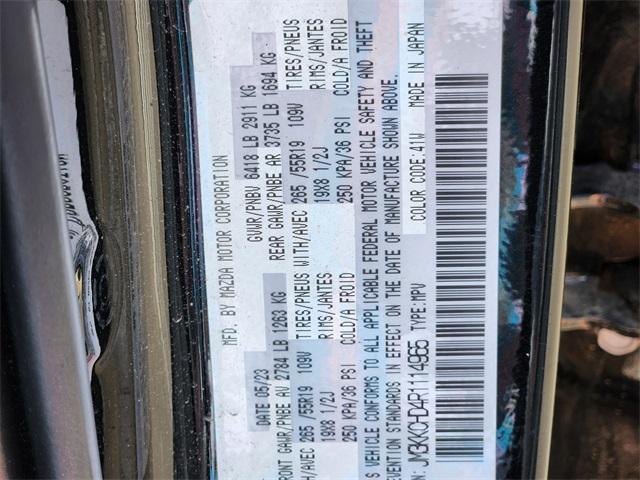 MFD. BY MAZDA MOTOR CORPORATION
DATE 05/23 GVWR/PNBV 6418 LB 2911 KG
FRONT GAWR/PNBE AV 2784 LB 1263 KG REAR GAWR/PNBE AR 3735 LB 1694 KG
TIRES/PNEUS WITH/AVEC 265 /55R19 109V TIRES/PNEUS
WITH/AVEC 265 /55R19 109V RIMS/JANTES 19X8 1/2J RIMS/JANTES
19X8 1/2J COLD/A FROID 250 KPA/36 PSI COLD/A FROID
250 KPA/36 PSI
THIS VEHICLE CONFORMS TO ALL APPLICABLE FEDERAL MOTOR VEHICLE SAFETY AND THEFT
PREVENTION STANDARDS IN EFFECT ON THE DATE OF MANUFACTURE SHOWN ABOVE.
JM3KKCHD4R1114965 TYPE:MPV COLOR CODE:41W MADE IN JAPAN